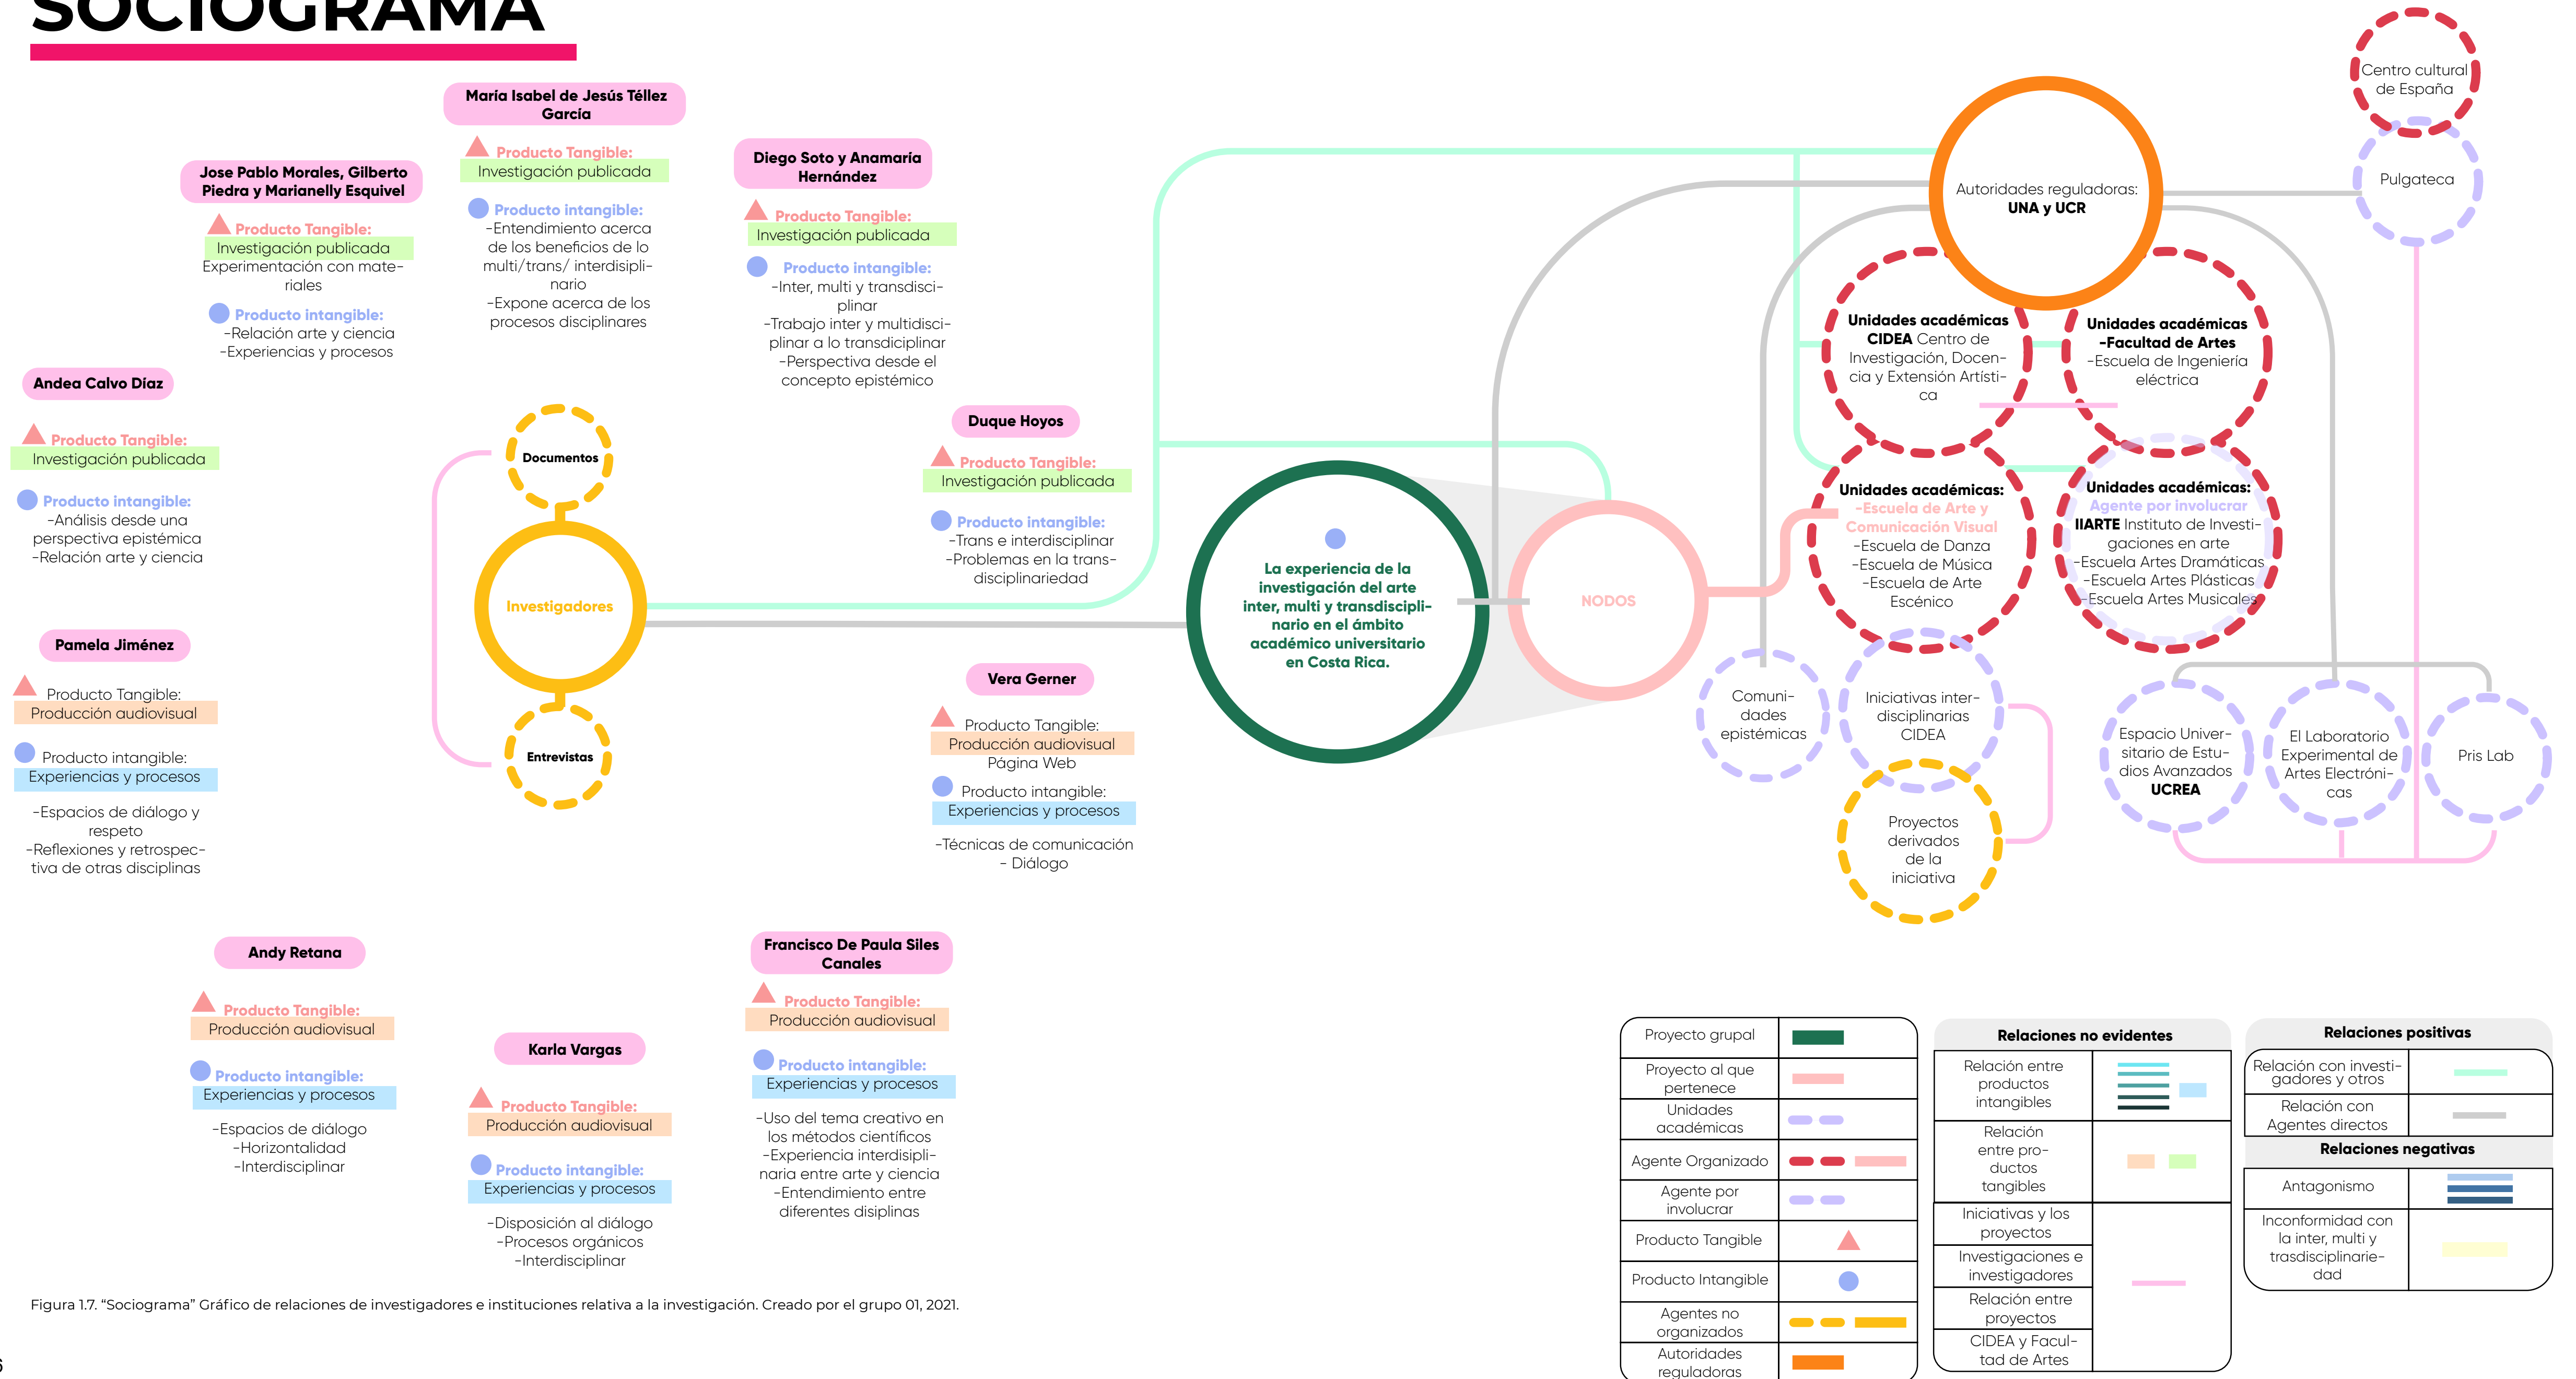 SOCIOGRAMA
María Isabel de Jesús Téllez
García
Producto Tangible:
Investigación publicada
Producto intangible:
-Entendimiento acerca
de los beneficios de lo
multi/trans/ interdisipli-
nario
-Expone acerca de los
procesos disciplinares
Jose Pablo Morales, Gilberto
Piedra y Marianelly Esquivel
Producto Tangible:
Investigación publicada
Experimentación con mate-
riales
Producto intangible:
-Relación arte y ciencia
-Experiencias y procesos
Diego Soto y Anamaría
Hernández
Producto Tangible:
Investigación publicada
Producto intangible:
-Inter, multi y transdisci-
plinar
-Trabajo inter y multidisci-
plinar a lo transdiciplinar
-Perspectiva desde el
concepto epistémico
Andea Calvo Díaz
Producto Tangible:
Investigación publicada
Producto intangible:
-Análisis desde una
perspectiva epistémica
-Relación arte y ciencia
Duque Hoyos
Producto Tangible:
Investigación publicada
Producto intangible:
-Trans e interdisciplinar
-Problemas en la trans-
disciplinariedad
Documentos
Investigadores
Entrevistas
Pamela Jiménez
Producto Tangible:
Producción audiovisual
Producto intangible:
Experiencias y procesos
-Espacios de diálogo y
respeto
-Reflexiones y retrospec-
tiva de otras disciplinas
Vera Gerner
Producto Tangible:
Producción audiovisual
Página Web
Producto intangible:
Experiencias y procesos
-Técnicas de comunicación
- Diálogo
Andy Retana
Producto Tangible:
Producción audiovisual
Producto intangible:
Experiencias y procesos
-Espacios de diálogo
-Horizontalidad
-Interdisciplinar
Karla Vargas
Producto Tangible:
Producción audiovisual
Producto intangible:
Experiencias y procesos
-Disposición al diálogo
-Procesos orgánicos
-Interdisciplinar
Francisco De Paula Siles
Canales
Producto Tangible:
Producción audiovisual
Producto intangible:
Experiencias y procesos
-Uso del tema creativo en
los métodos científicos
-Experiencia interdisipli-
naria entre arte y ciencia
-Entendimiento entre
diferentes disiplinas
La experiencia de la
investigación del arte
inter, multi y transdiscipli-
nario en el ámbito
académico universitario
en Costa Rica.
NODOS
Autoridades reguladoras:
UNA y UCR
Centro cultural
de España
Pulgateca
Unidades académicas
CIDEA Centro de
Investigación, Docen-
cia y Extensión Artísti-
ca
Unidades académicas
-Facultad de Artes
-Escuela de Ingeniería
eléctrica
Unidades académicas:
-Escuela de Arte y
Comunicación Visual
-Escuela de Danza
-Escuela de Música
-Escuela de Arte
Escénico
Unidades académicas:
Agente por involucrar
IIARTE Instituto de Investi-
gaciones en arte
-Escuela Artes Dramáticas
-Escuela Artes Plásticas
-Escuela Artes Musicales
Comuni-
dades
epistémicas
Iniciativas inter-
disciplinarias
CIDEA
Proyectos
derivados
de la
iniciativa
Espacio Univer-
sitario de Estu-
dios Avanzados
UCREA
El Laboratorio
Experimental de
Artes Electróni-
cas
Pris Lab
Proyecto grupal
Proyecto al que
pertenece
Unidades
académicas
Agente Organizado
Agente por
involucrar
Producto Tangible
Producto Intangible
Agentes no
organizados
Autoridades
reguladoras
Relaciones no evidentes
Relación entre
productos
intangibles
Relación
entre pro-
ductos
tangibles
Iniciativas y los
proyectos
Investigaciones e
investigadores
Relación entre
proyectos
CIDEA y Facul-
tad de Artes
Relaciones positivas
Relación con investi-
gadores y otros
Relación con
Agentes directos
Relaciones negativas
Antagonismo
Inconformidad con
la inter, multi y
trasdisciplinarie-
dad
Figura 1.7. “Sociograma” Gráfico de relaciones de investigadores e instituciones relativa a la investigación. Creado por el grupo 01, 2021.